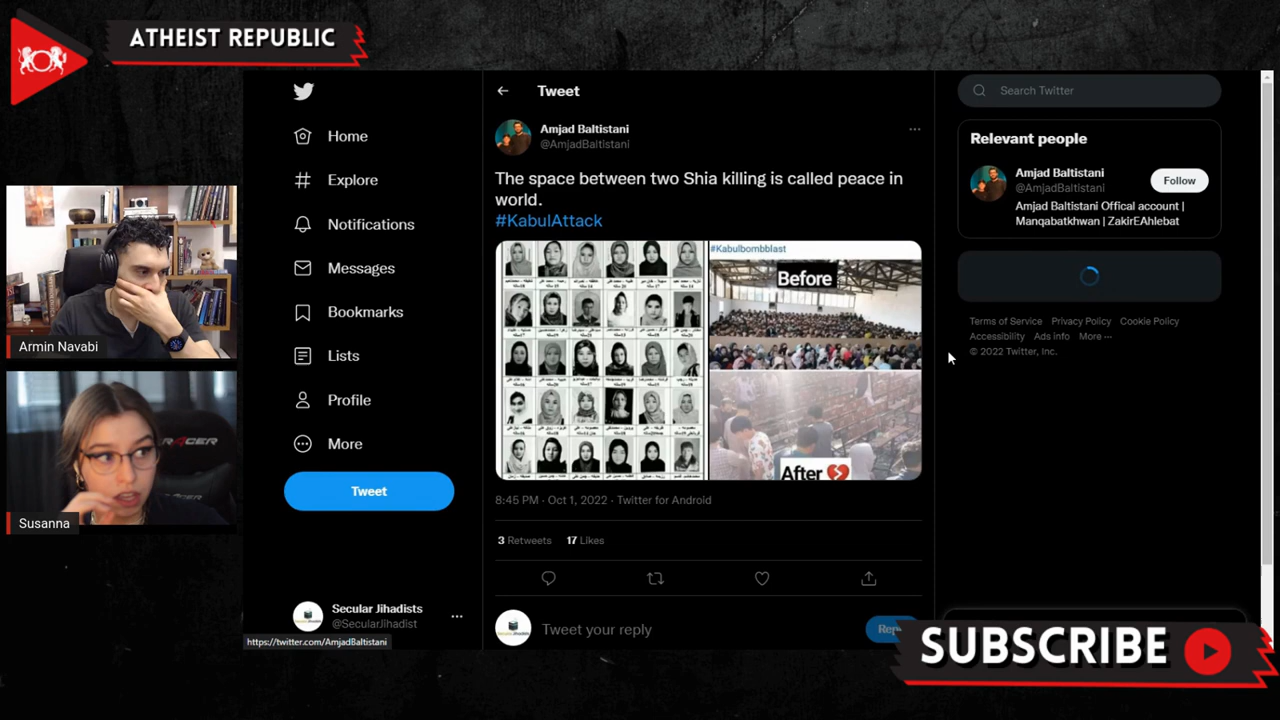 ATHEIST REPUBLIC
Armin Navabi
Susanna
Home
Explore
Notifications
Messages
Bookmarks
Lists
Profile
More
Tweet
Secular Jihadists
@SecularJihadist
https://twitter.com/AmjadBaltistani
Tweet
Amjad Baltistani
@AmjadBaltistani
The space between two Shia killing is called peace in
world.
#KabulAttack
#Kabulbombblast
Before
After
8:45 PM · Oct 1, 2022 · Twitter for Android
3 Retweets 17 Likes
Tweet your reply
Search Twitter
Relevant people
Amjad Baltistani
@AmjadBaltistani
Follow
Amjad Baltistani Offical account |
Manqabatkhwan | ZakirEAhlebat
Terms of Service Privacy Policy Cookie Policy
Accessibility Ads info More
© 2022 Twitter, Inc.
SUBSCRIBE